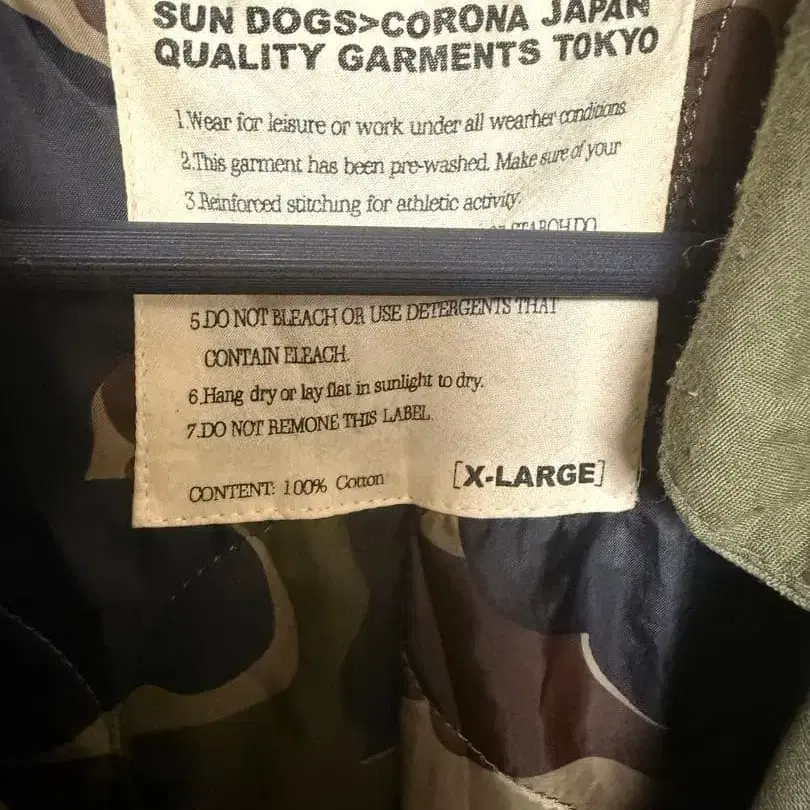 SUN DOGS>CORONA JAPAN
QUALITY GARMENTS TOKYO
1.Wear for leisure or work under all wearher conditions.
2.This garment has been pre-washed. Make sure of your
3.Reinforced stitching for athletic activity.
STARCH.DO
5.DO NOT BLEACH OR USE DETERGENTS THAT
CONTAIN ELEACH.
6.Hang dry or lay flat in sunlight to dry.
7.DO NOT REMONE THIS LABEL.
CONTENT: 100% Cotton
[X-LARGE]